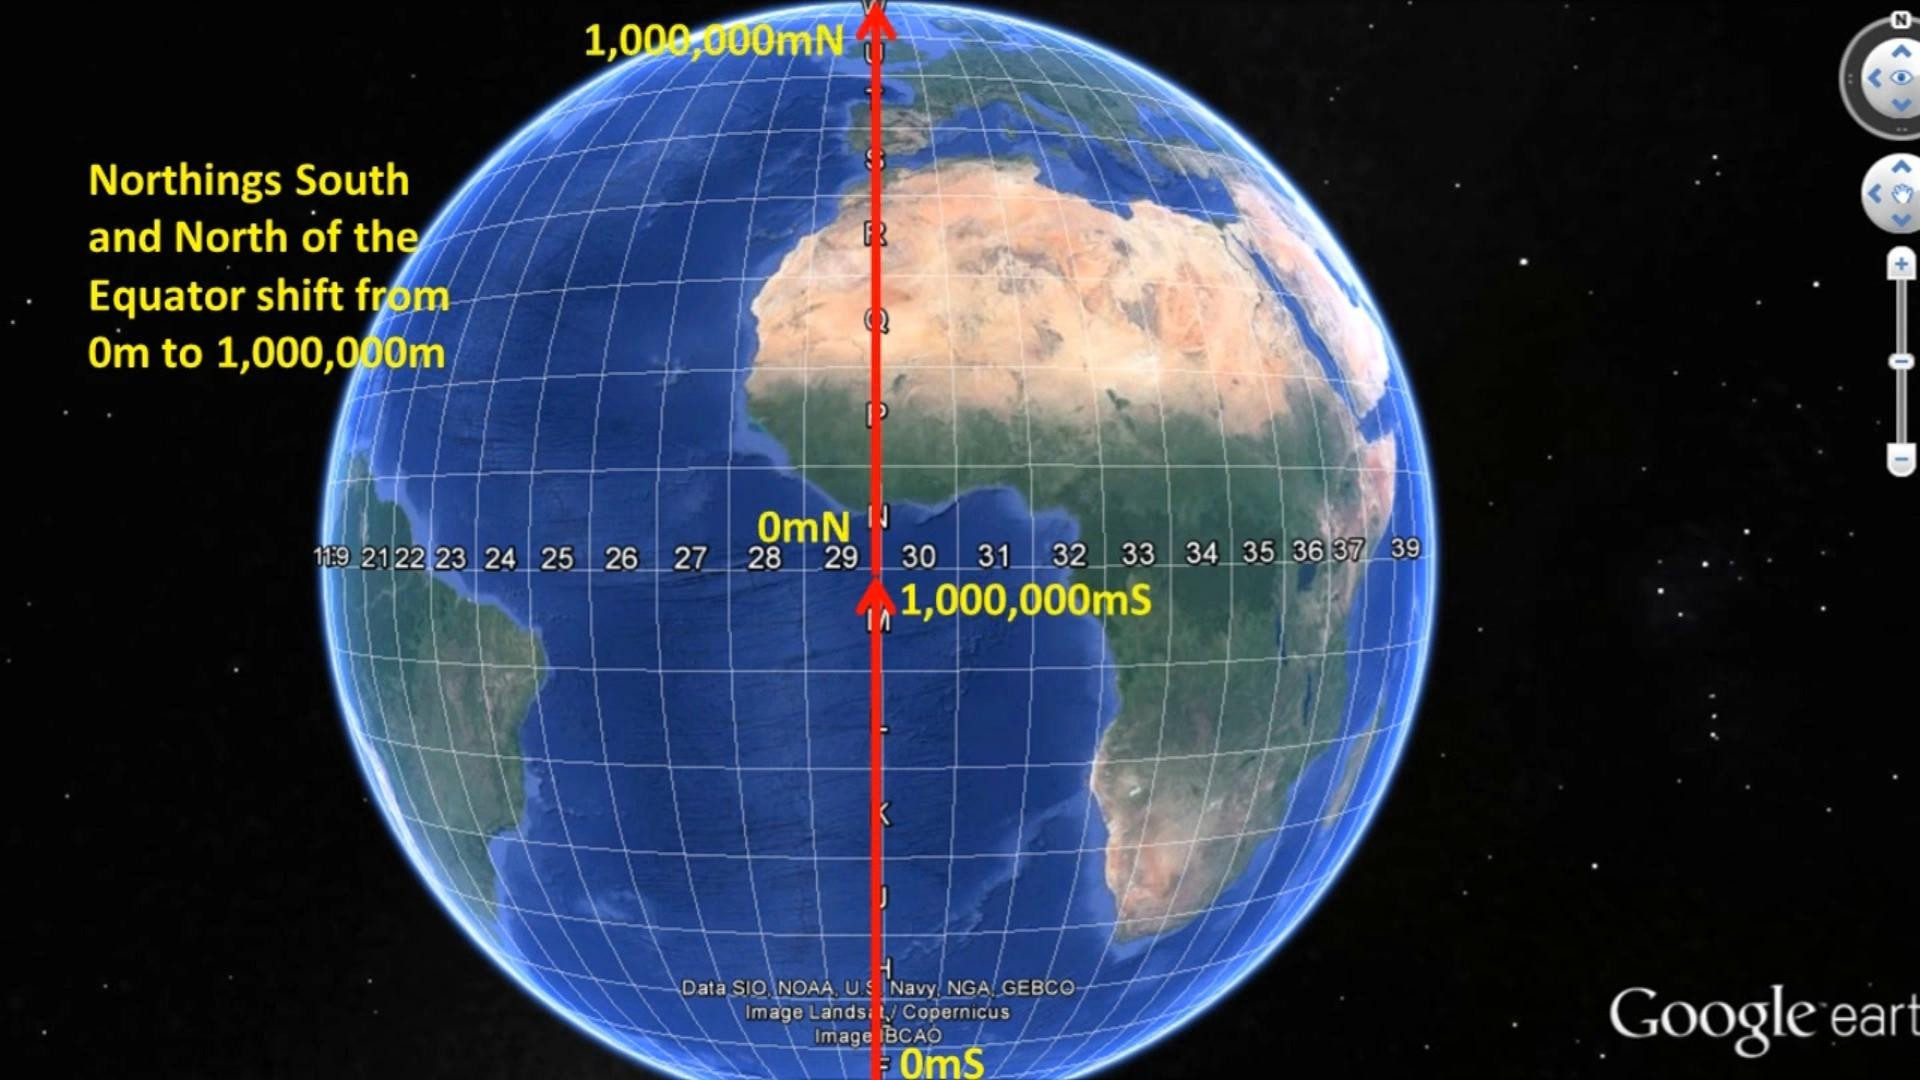 W
1,000,000mN
U
T
Northings South
and North of the
Equator shift from
0m to 1,000,000m
S
R
Q
P
N
0mN
21 22 23 24 25 26 27 28 29 30 31 32 33 34 35 36 37 39
1,000,000mS
M
L
K
J
H
Data SIO, NOAA, U.S. Navy, NGA, GEBCO
Image Landsat / Copernicus
Image IBCAO
F
0mS
N
Google eart